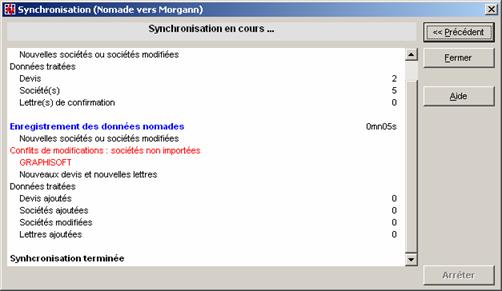 Synchronisation (Nomade vers Morgann)
Synchronisation en cours ...
<< Précédent
Fermer
Aide
Nouvelles sociétés ou sociétés modifiées
Données traitées
Devis 2
Société(s) 5
Lettre(s) de confirmation 0
Enregistrement des données nomades 0mn05s
Nouvelles sociétés ou sociétés modifiées
Conflits de modifications : sociétés non importées
GRAPHISOFT
Nouveaux devis et nouvelles lettres
Données traitées
Devis ajoutés 0
Sociétés ajoutées 0
Sociétés modifiées 0
Lettres ajoutées 0
Synhcronisation terminée
Arrêter